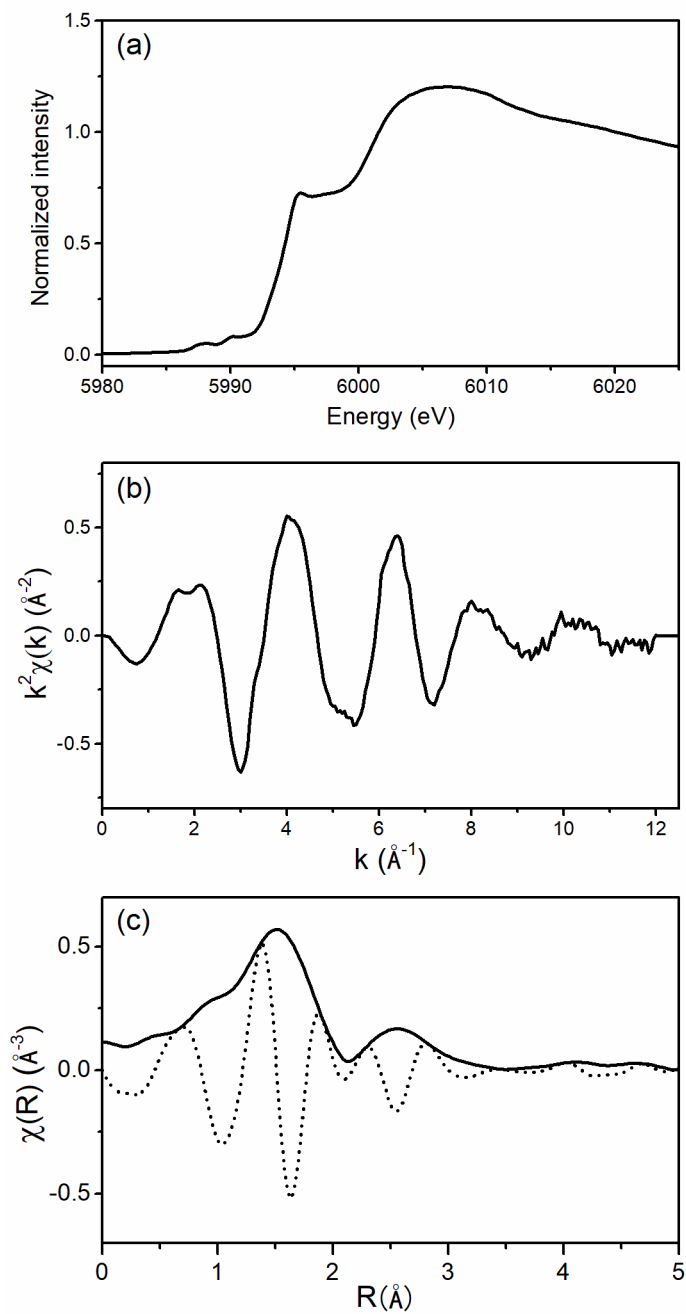 (a)
Normalized intensity
1.5
1.0
0.5
0.0
5980 5990 6000 6010 6020
Energy (eV)
(b)
k²χ(k) (Å⁻²)
0.5
0.0
-0.5
0 2 4 6 8 10 12
k (Å⁻¹)
(c)
χ(R) (Å⁻³)
0.5
0.0
-0.5
0 1 2 3 4 5
R(Å)